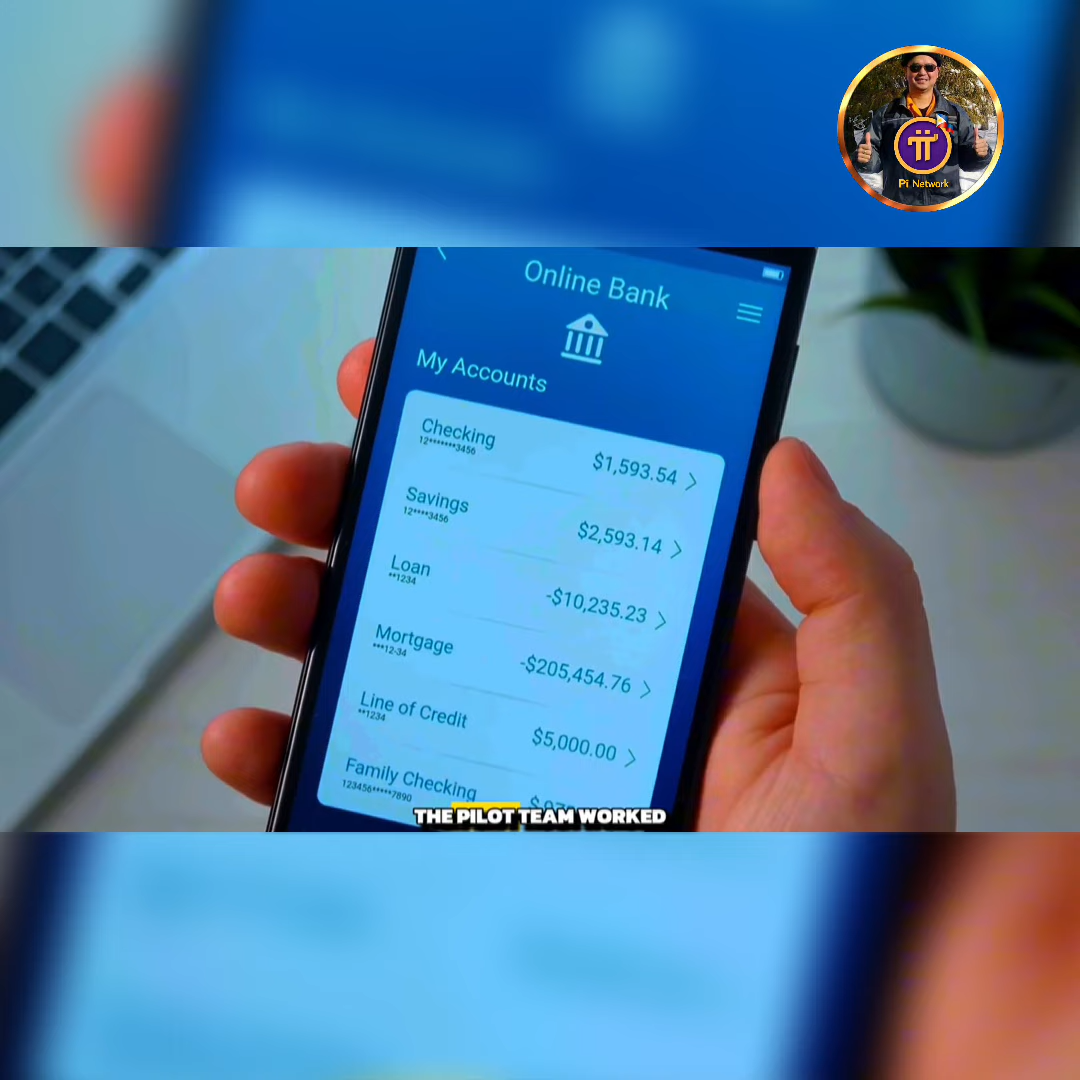 Pi Network
Online Bank
My Accounts
Checking
12*******3456
$1,593.54
Savings
12****3456
$2,593.14
Loan
**1234
-$10,235.23
Mortgage
***12-34
-$205,454.76
Line of Credit
**1234
$5,000.00
Family Checking
123456*****7890
THE PILOT TEAM WORKED